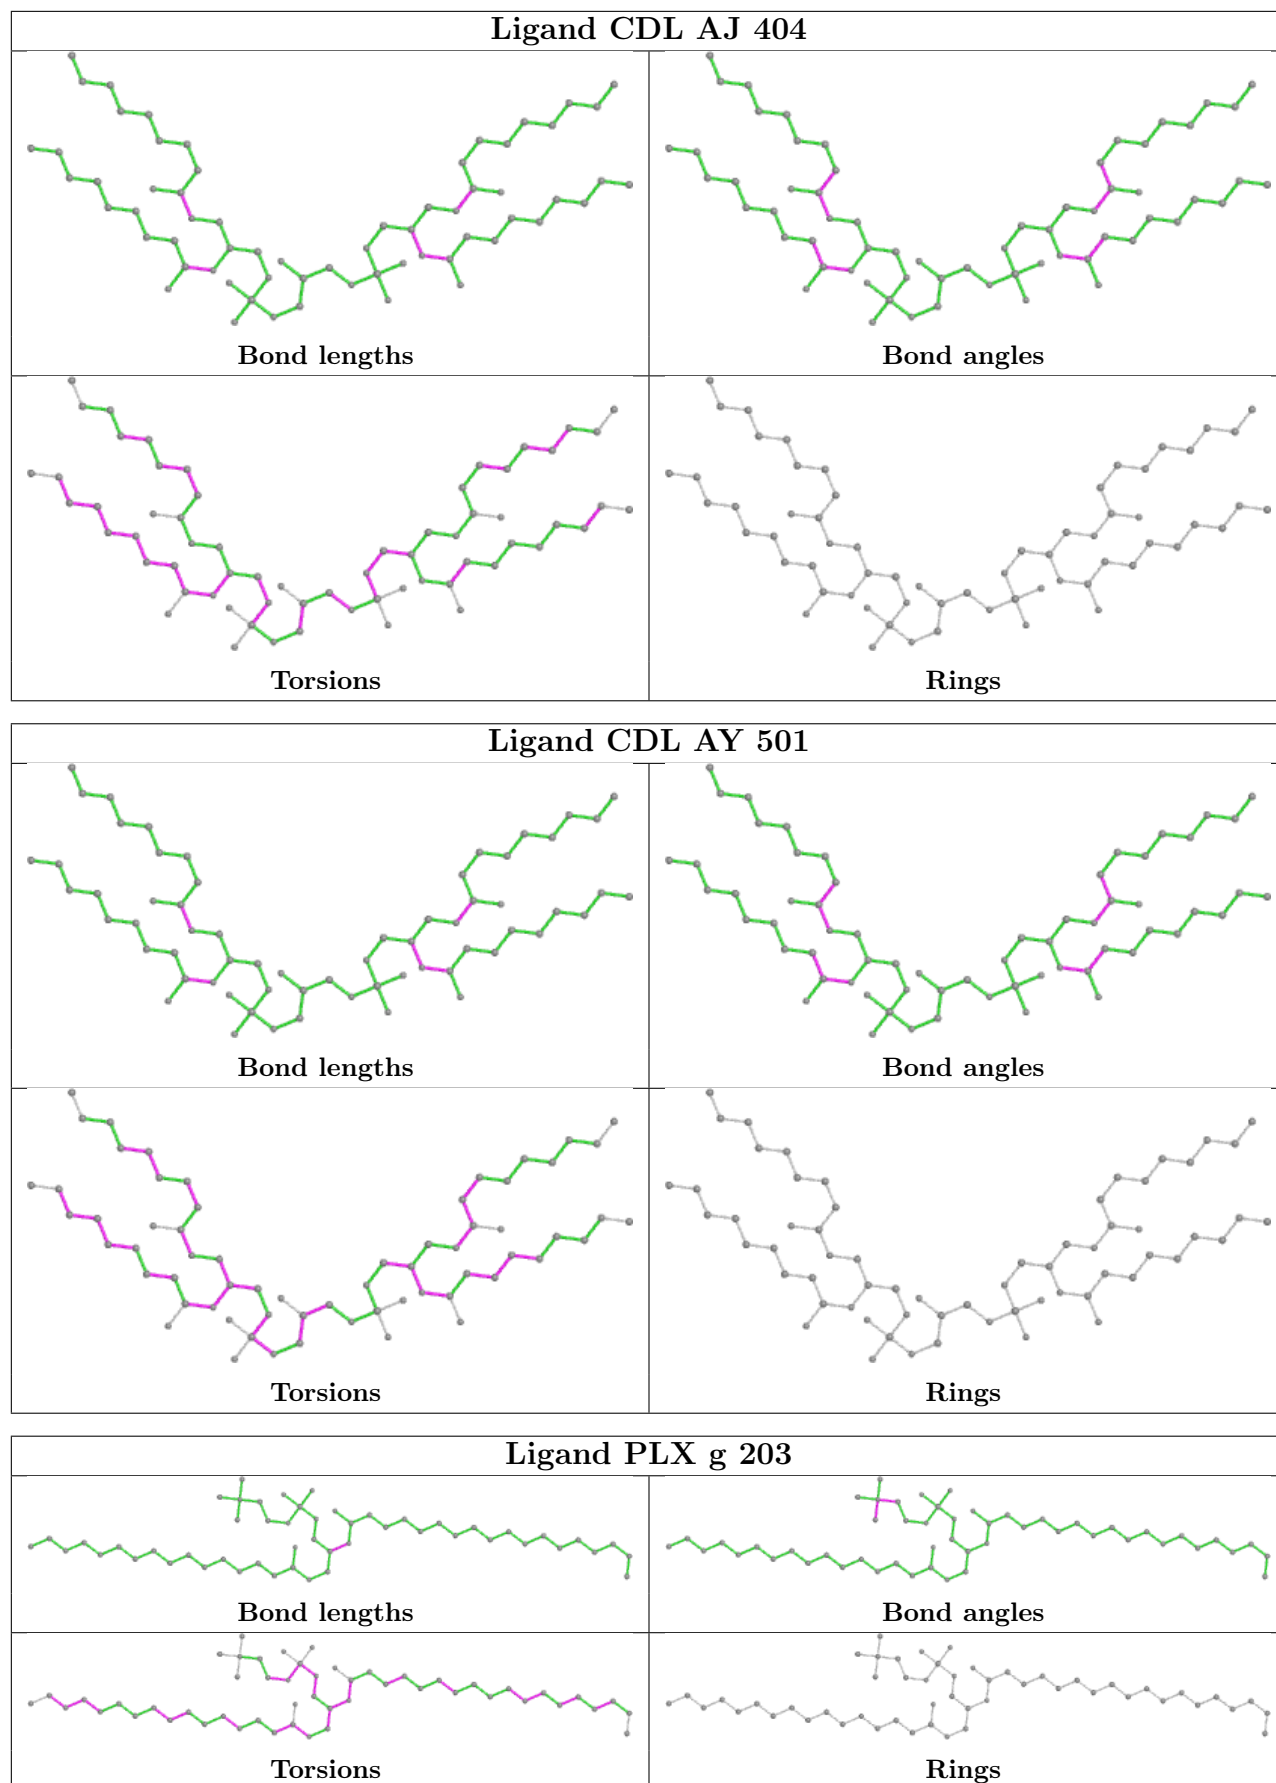 Ligand CDL AJ 404
Bond lengths
Bond angles
Torsions
Rings
Ligand CDL AY 501
Bond lengths
Bond angles
Torsions
Rings
Ligand PLX g 203
Bond lengths
Bond angles
Torsions
Rings